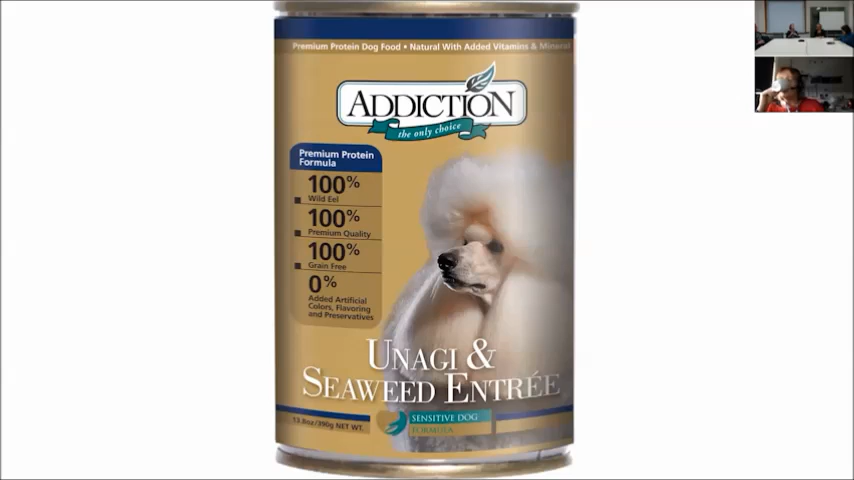 Premium Protein Dog Food • Natural With Added Vitamins & Mineral
ADDICTION
the only choice
Premium Protein
Formula
100%
Wild Eel
100%
Premium Quality
100%
Grain Free
0%
Added Artificial
Colors, Flavoring
and Preservatives
UNAGI &
SEAWEED ENTRÉE
SENSITIVE DOG
FORMULA
13.8oz/390g NET WT.